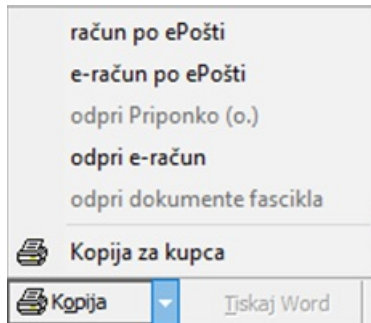 račun po ePošti
e-račun po ePošti
odpri Priponko (o.)
odpri e-račun
odpri dokumente fascikla
Kopija za kupca
Kopija Tiskaj Word